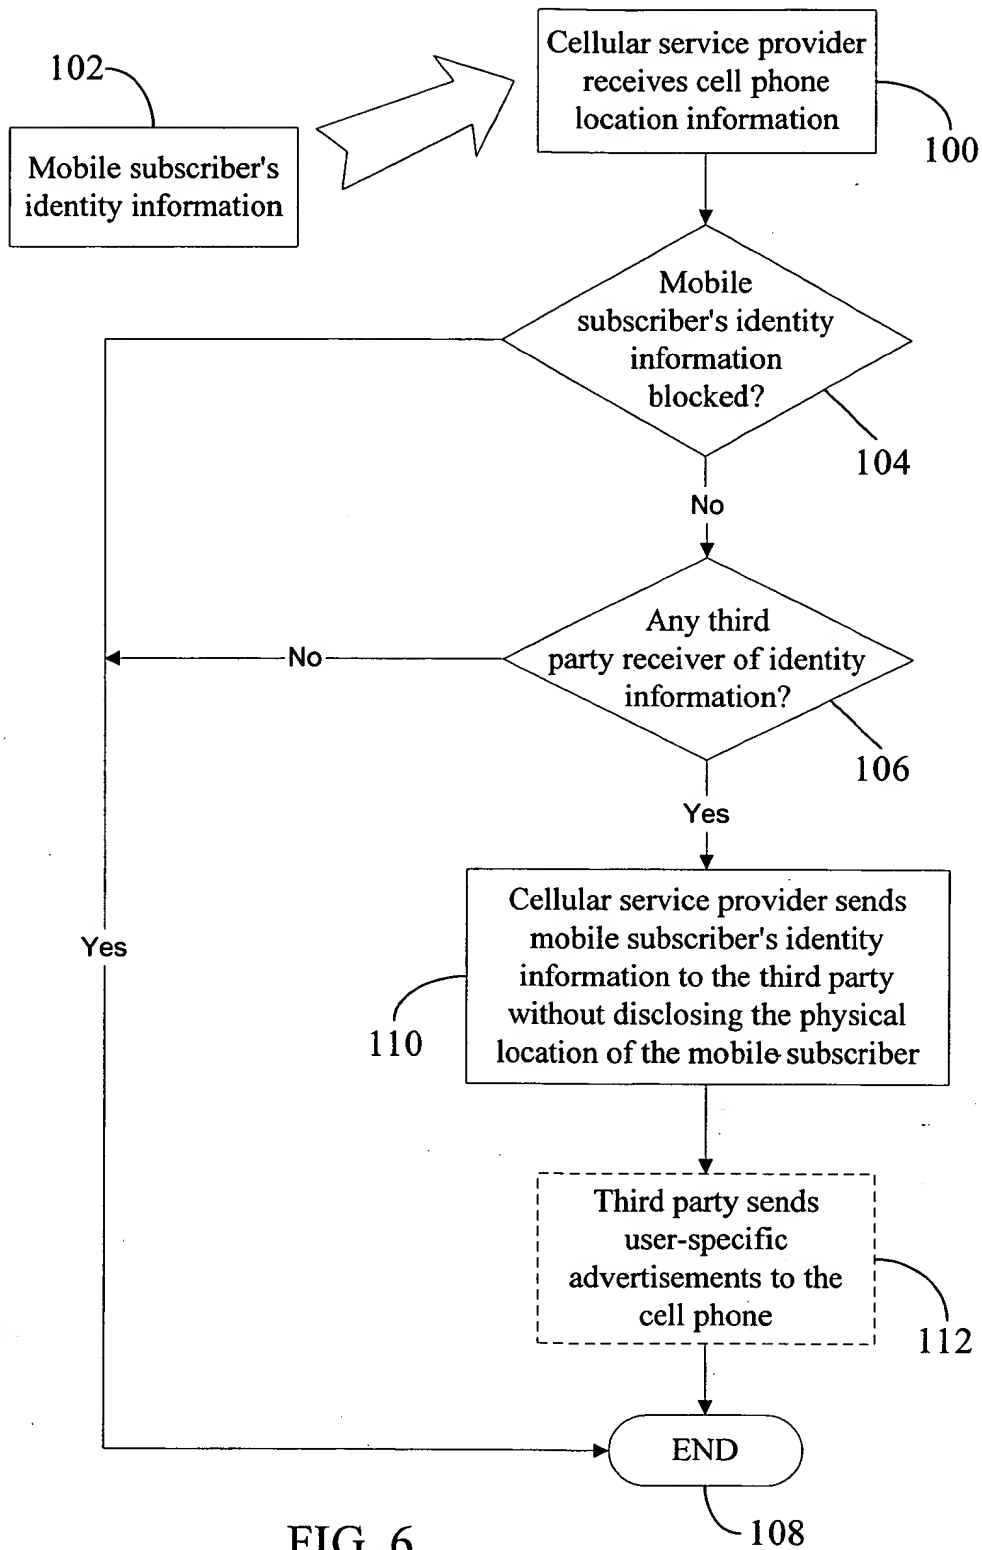 102
Mobile subscriber's
identity information
Cellular service provider
receives cell phone
location information
100
Mobile
subscriber's identity
information
blocked?
104
No
Any third
party receiver of identity
information?
106
No
Yes
Cellular service provider sends
mobile subscriber's identity
information to the third party
without disclosing the physical
location of the mobile subscriber
110
Yes
Third party sends
user-specific
advertisements to the
cell phone
112
END
108
FIG. 6